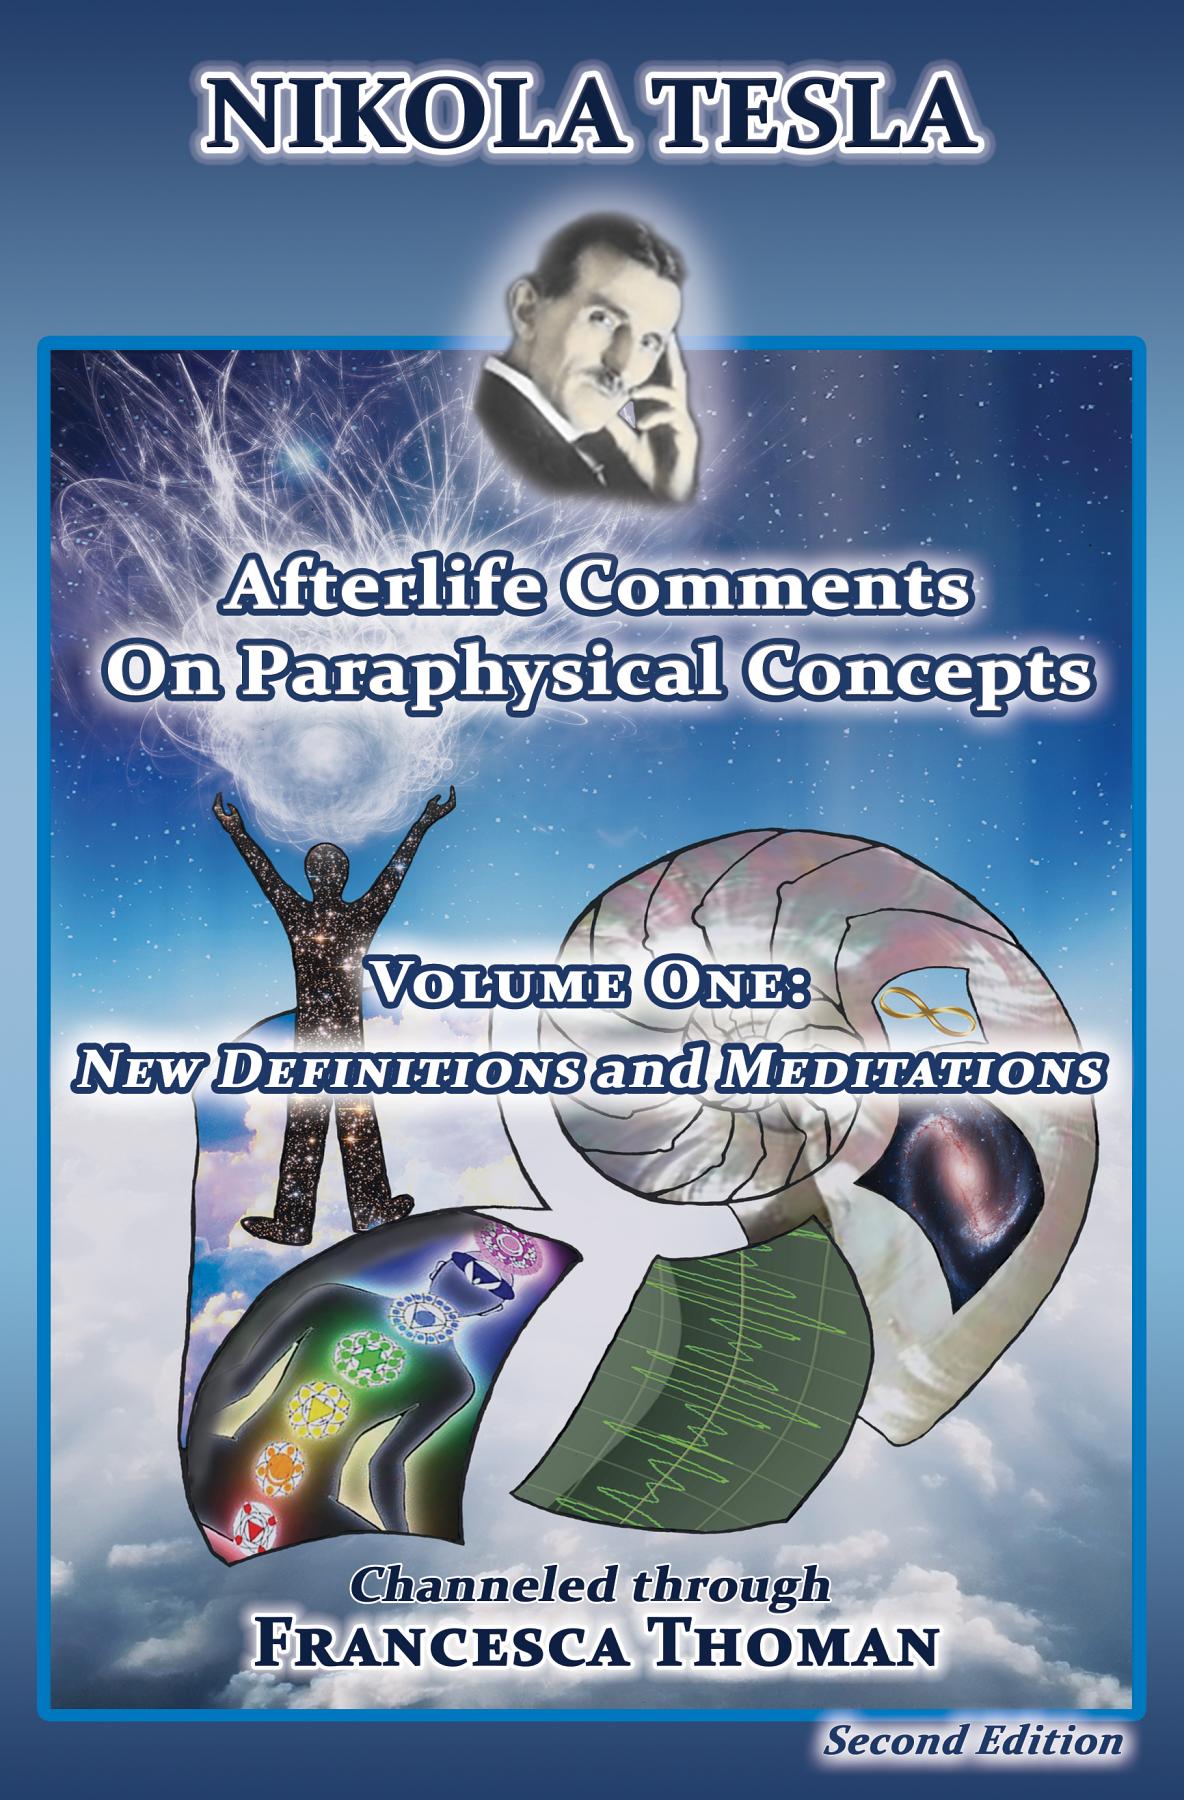 NIKOLA TESLA
Afterlife Comments
On Paraphysical Concepts
VOLUME ONE:
NEW DEFINITIONS and MEDITATIONS
Channeled through
FRANCESCA THOMAN
Second Edition